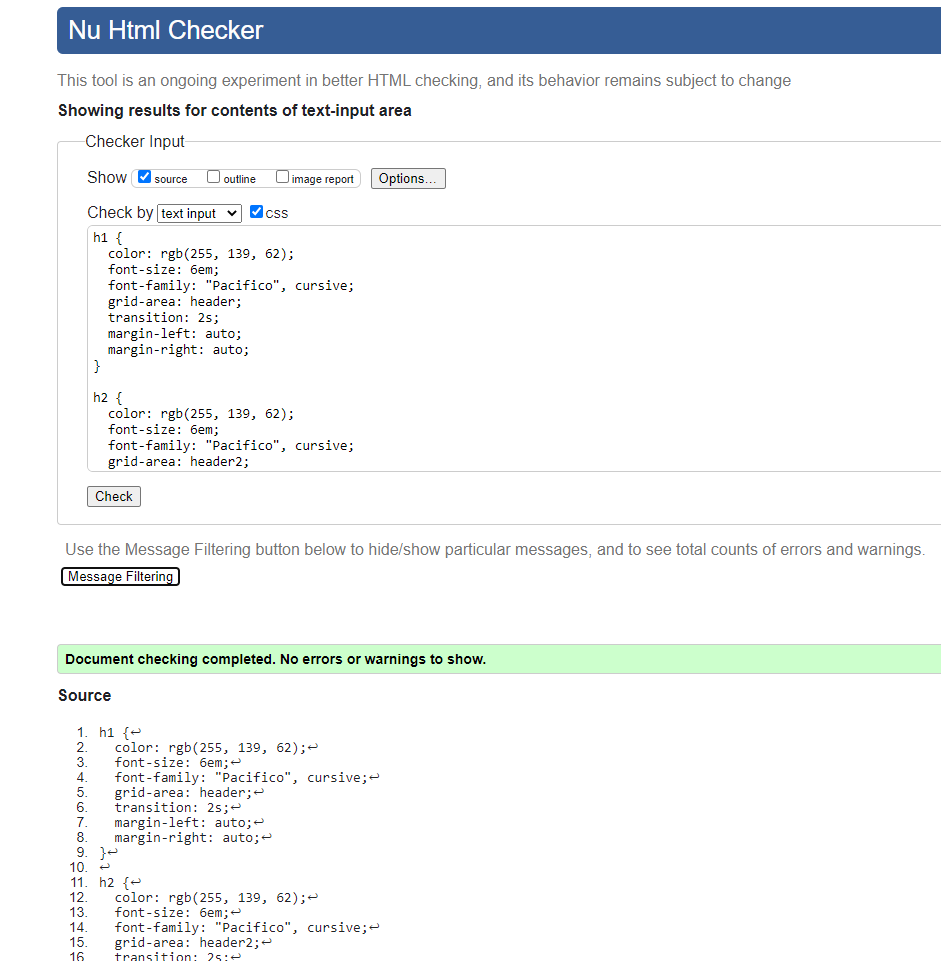 Nu Html Checker
This tool is an ongoing experiment in better HTML checking, and its behavior remains subject to change
Showing results for contents of text-input area
Checker Input
Show source outline image report Options...
Check by text input css
h1 {
  color: rgb(255, 139, 62);
  font-size: 6em;
  font-family: "Pacifico", cursive;
  grid-area: header;
  transition: 2s;
  margin-left: auto;
  margin-right: auto;
}
h2 {
  color: rgb(255, 139, 62);
  font-size: 6em;
  font-family: "Pacifico", cursive;
  grid-area: header2;
Check
Use the Message Filtering button below to hide/show particular messages, and to see total counts of errors and warnings.
Message Filtering
Document checking completed. No errors or warnings to show.
Source
1. h1 {↩
2.   color: rgb(255, 139, 62);↩
3.   font-size: 6em;↩
4.   font-family: "Pacifico", cursive;↩
5.   grid-area: header;↩
6.   transition: 2s;↩
7.   margin-left: auto;↩
8.   margin-right: auto;↩
9. }↩
10. ↩
11. h2 {↩
12.   color: rgb(255, 139, 62);↩
13.   font-size: 6em;↩
14.   font-family: "Pacifico", cursive;↩
15.   grid-area: header2;↩
16   transition: 2s;↩